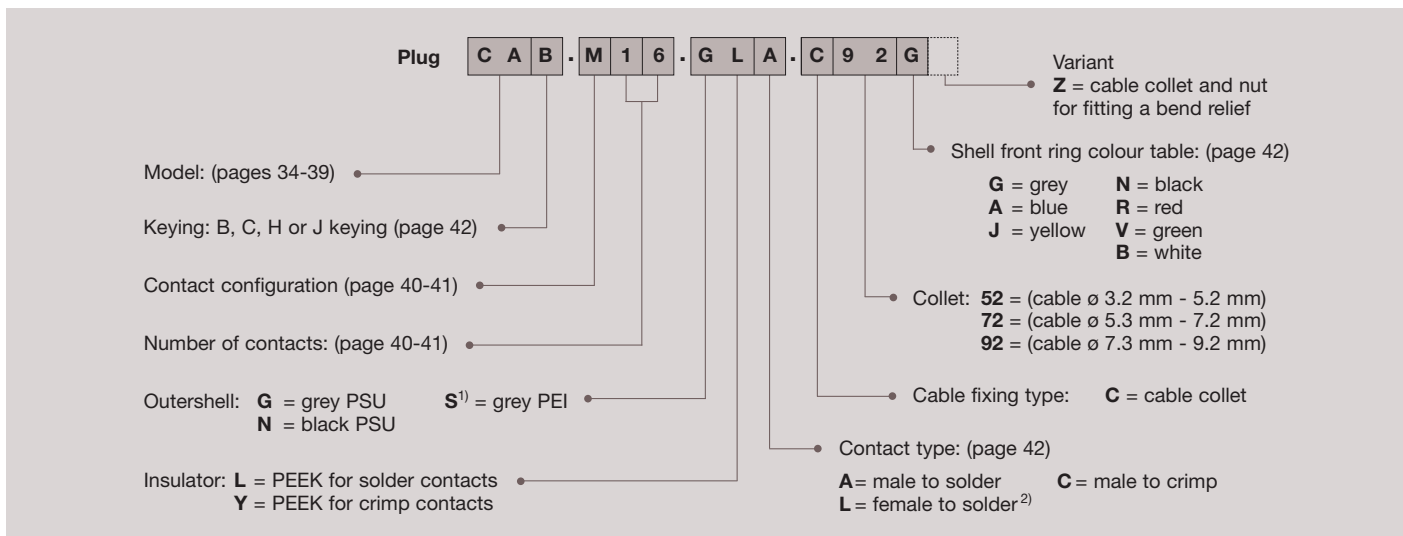 Plug C A B . M 1 6 . G L A . C 9 2 G
Variant
Z = cable collet and nut
for fitting a bend relief
Shell front ring colour table: (page 42)
G = grey N = black
A = blue R = red
J = yellow V = green
B = white
Model: (pages 34-39)
Keying: B, C, H or J keying (page 42)
Contact configuration (page 40-41)
Collet: 52 = (cable ø 3.2 mm - 5.2 mm)
72 = (cable ø 5.3 mm - 7.2 mm)
92 = (cable ø 7.3 mm - 9.2 mm)
Number of contacts: (page 40-41)
Outershell: G = grey PSU S1) = grey PEI
N = black PSU
Cable fixing type: C = cable collet
Contact type: (page 42)
A = male to solder C = male to crimp
L = female to solder 2)
Insulator: L = PEEK for solder contacts
Y = PEEK for crimp contacts